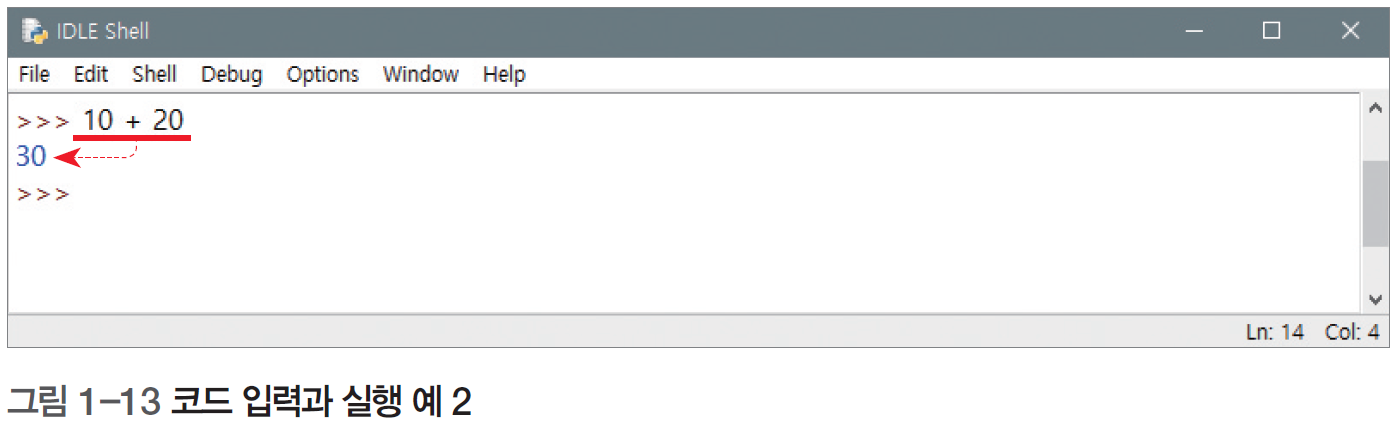 IDLE Shell
File Edit Shell Debug Options Window Help
>>> 10 + 20
30
>>>
Ln: 14 Col: 4
그림 1-13 코드 입력과 실행 예 2